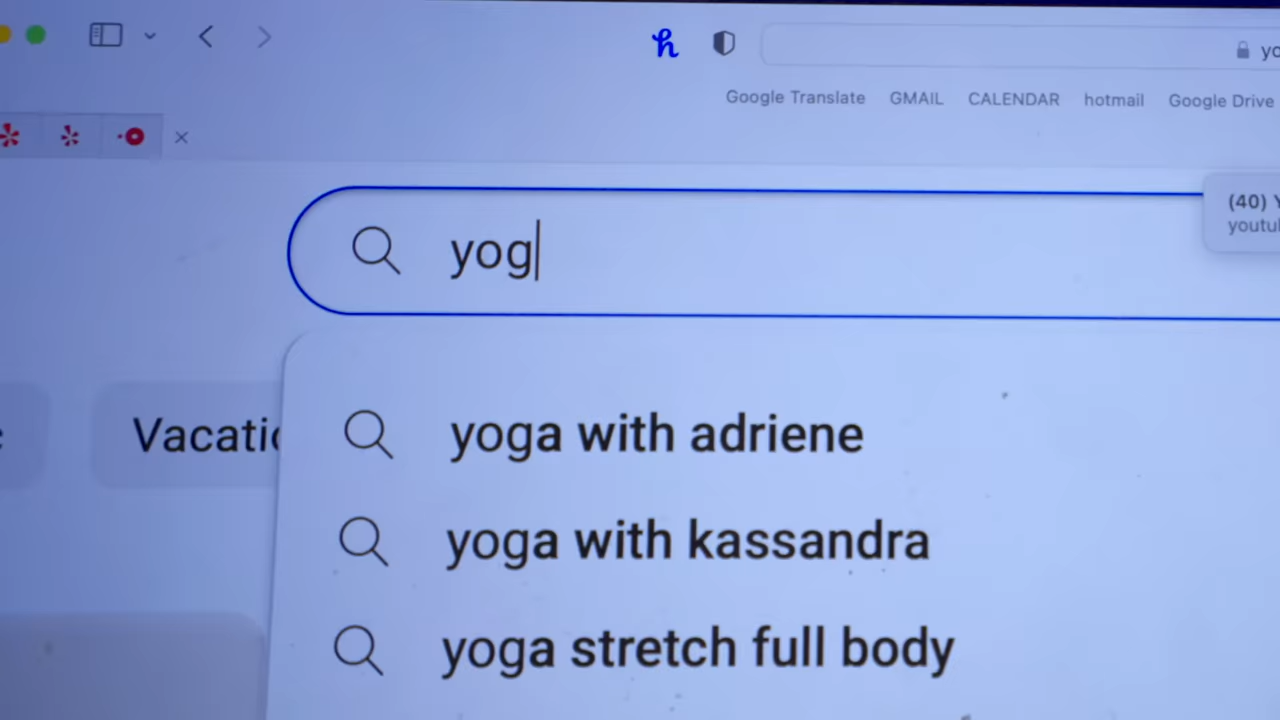 Google Translate GMAIL CALENDAR hotmail Google Drive
(40)
yog
Vacatic
yoga with adriene
yoga with kassandra
yoga stretch full body